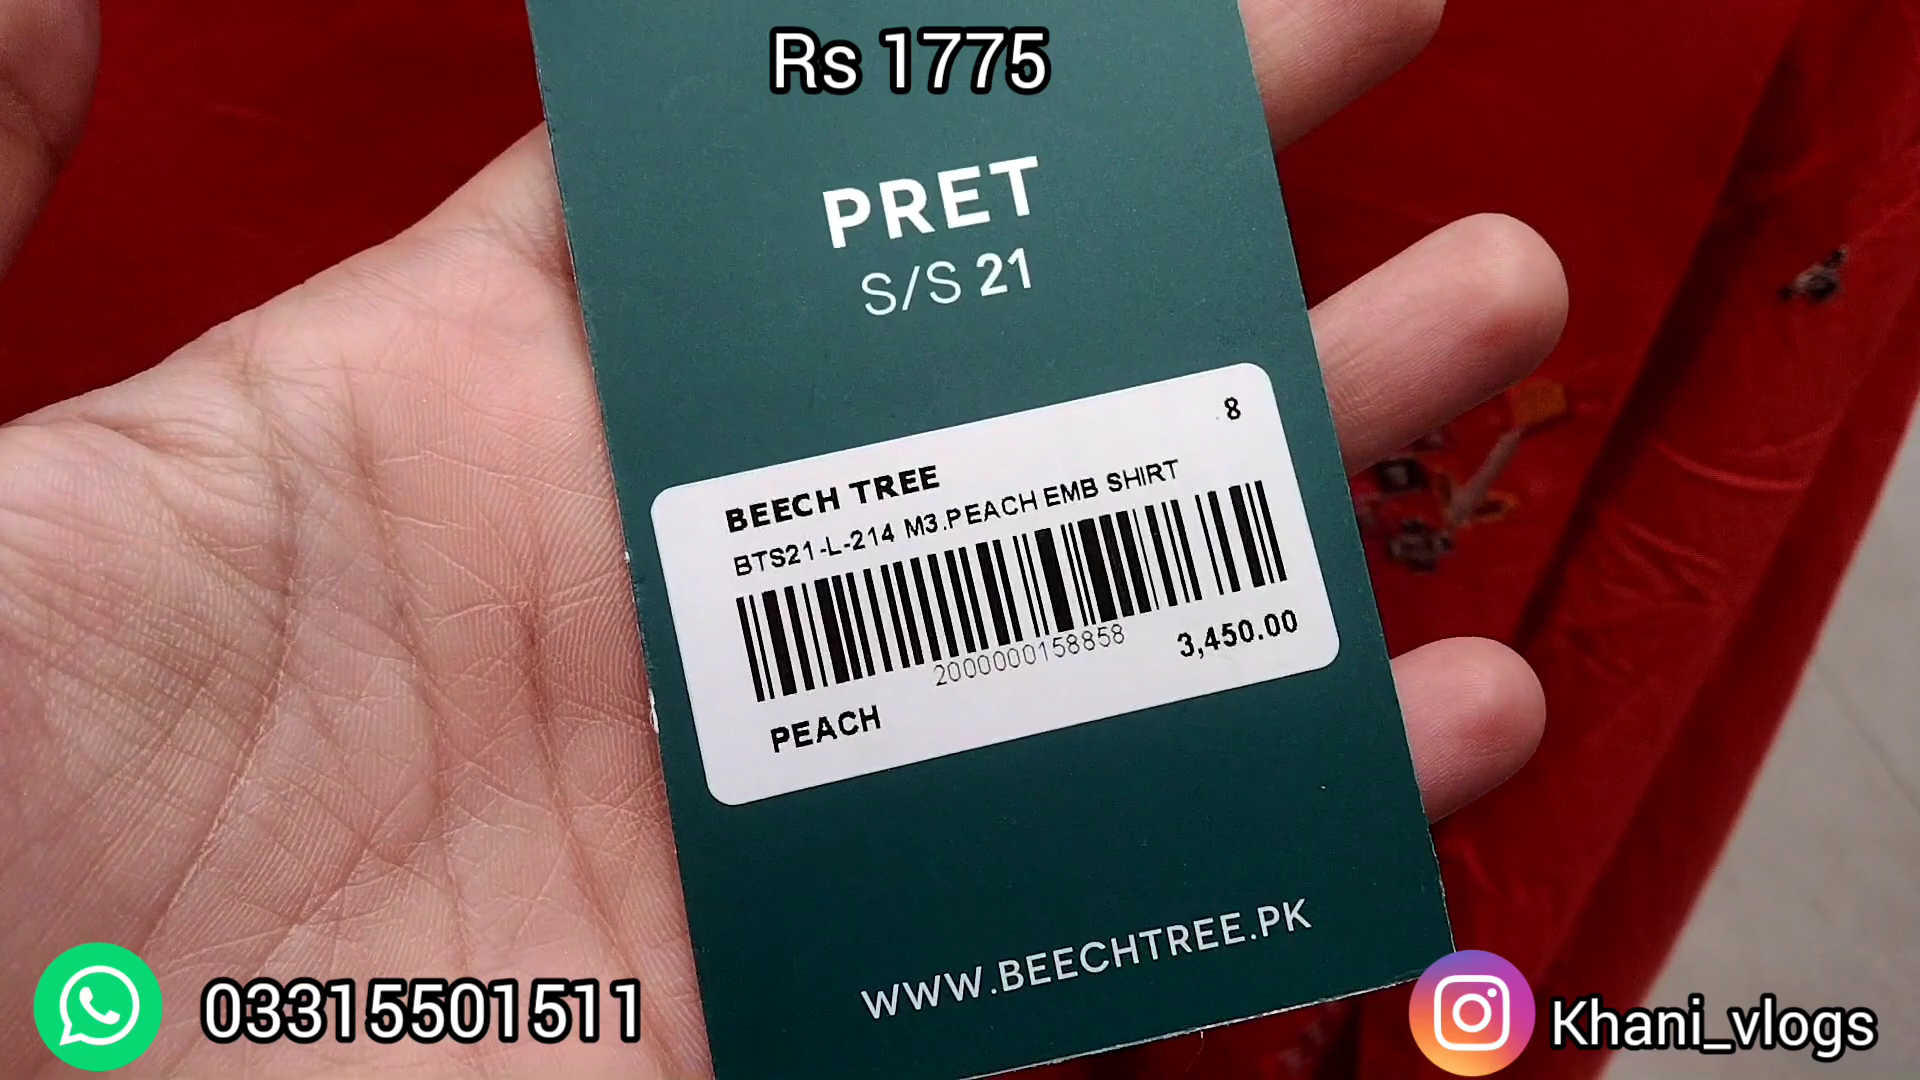 Rs 1775
PRET
S/S 21
8
BEECH TREE
BTS21-L-214 M3.PEACH EMB SHIRT
2000000158858
3,450.00
PEACH
WWW.BEECHTREE.PK
03315501511
Khani_vlogs